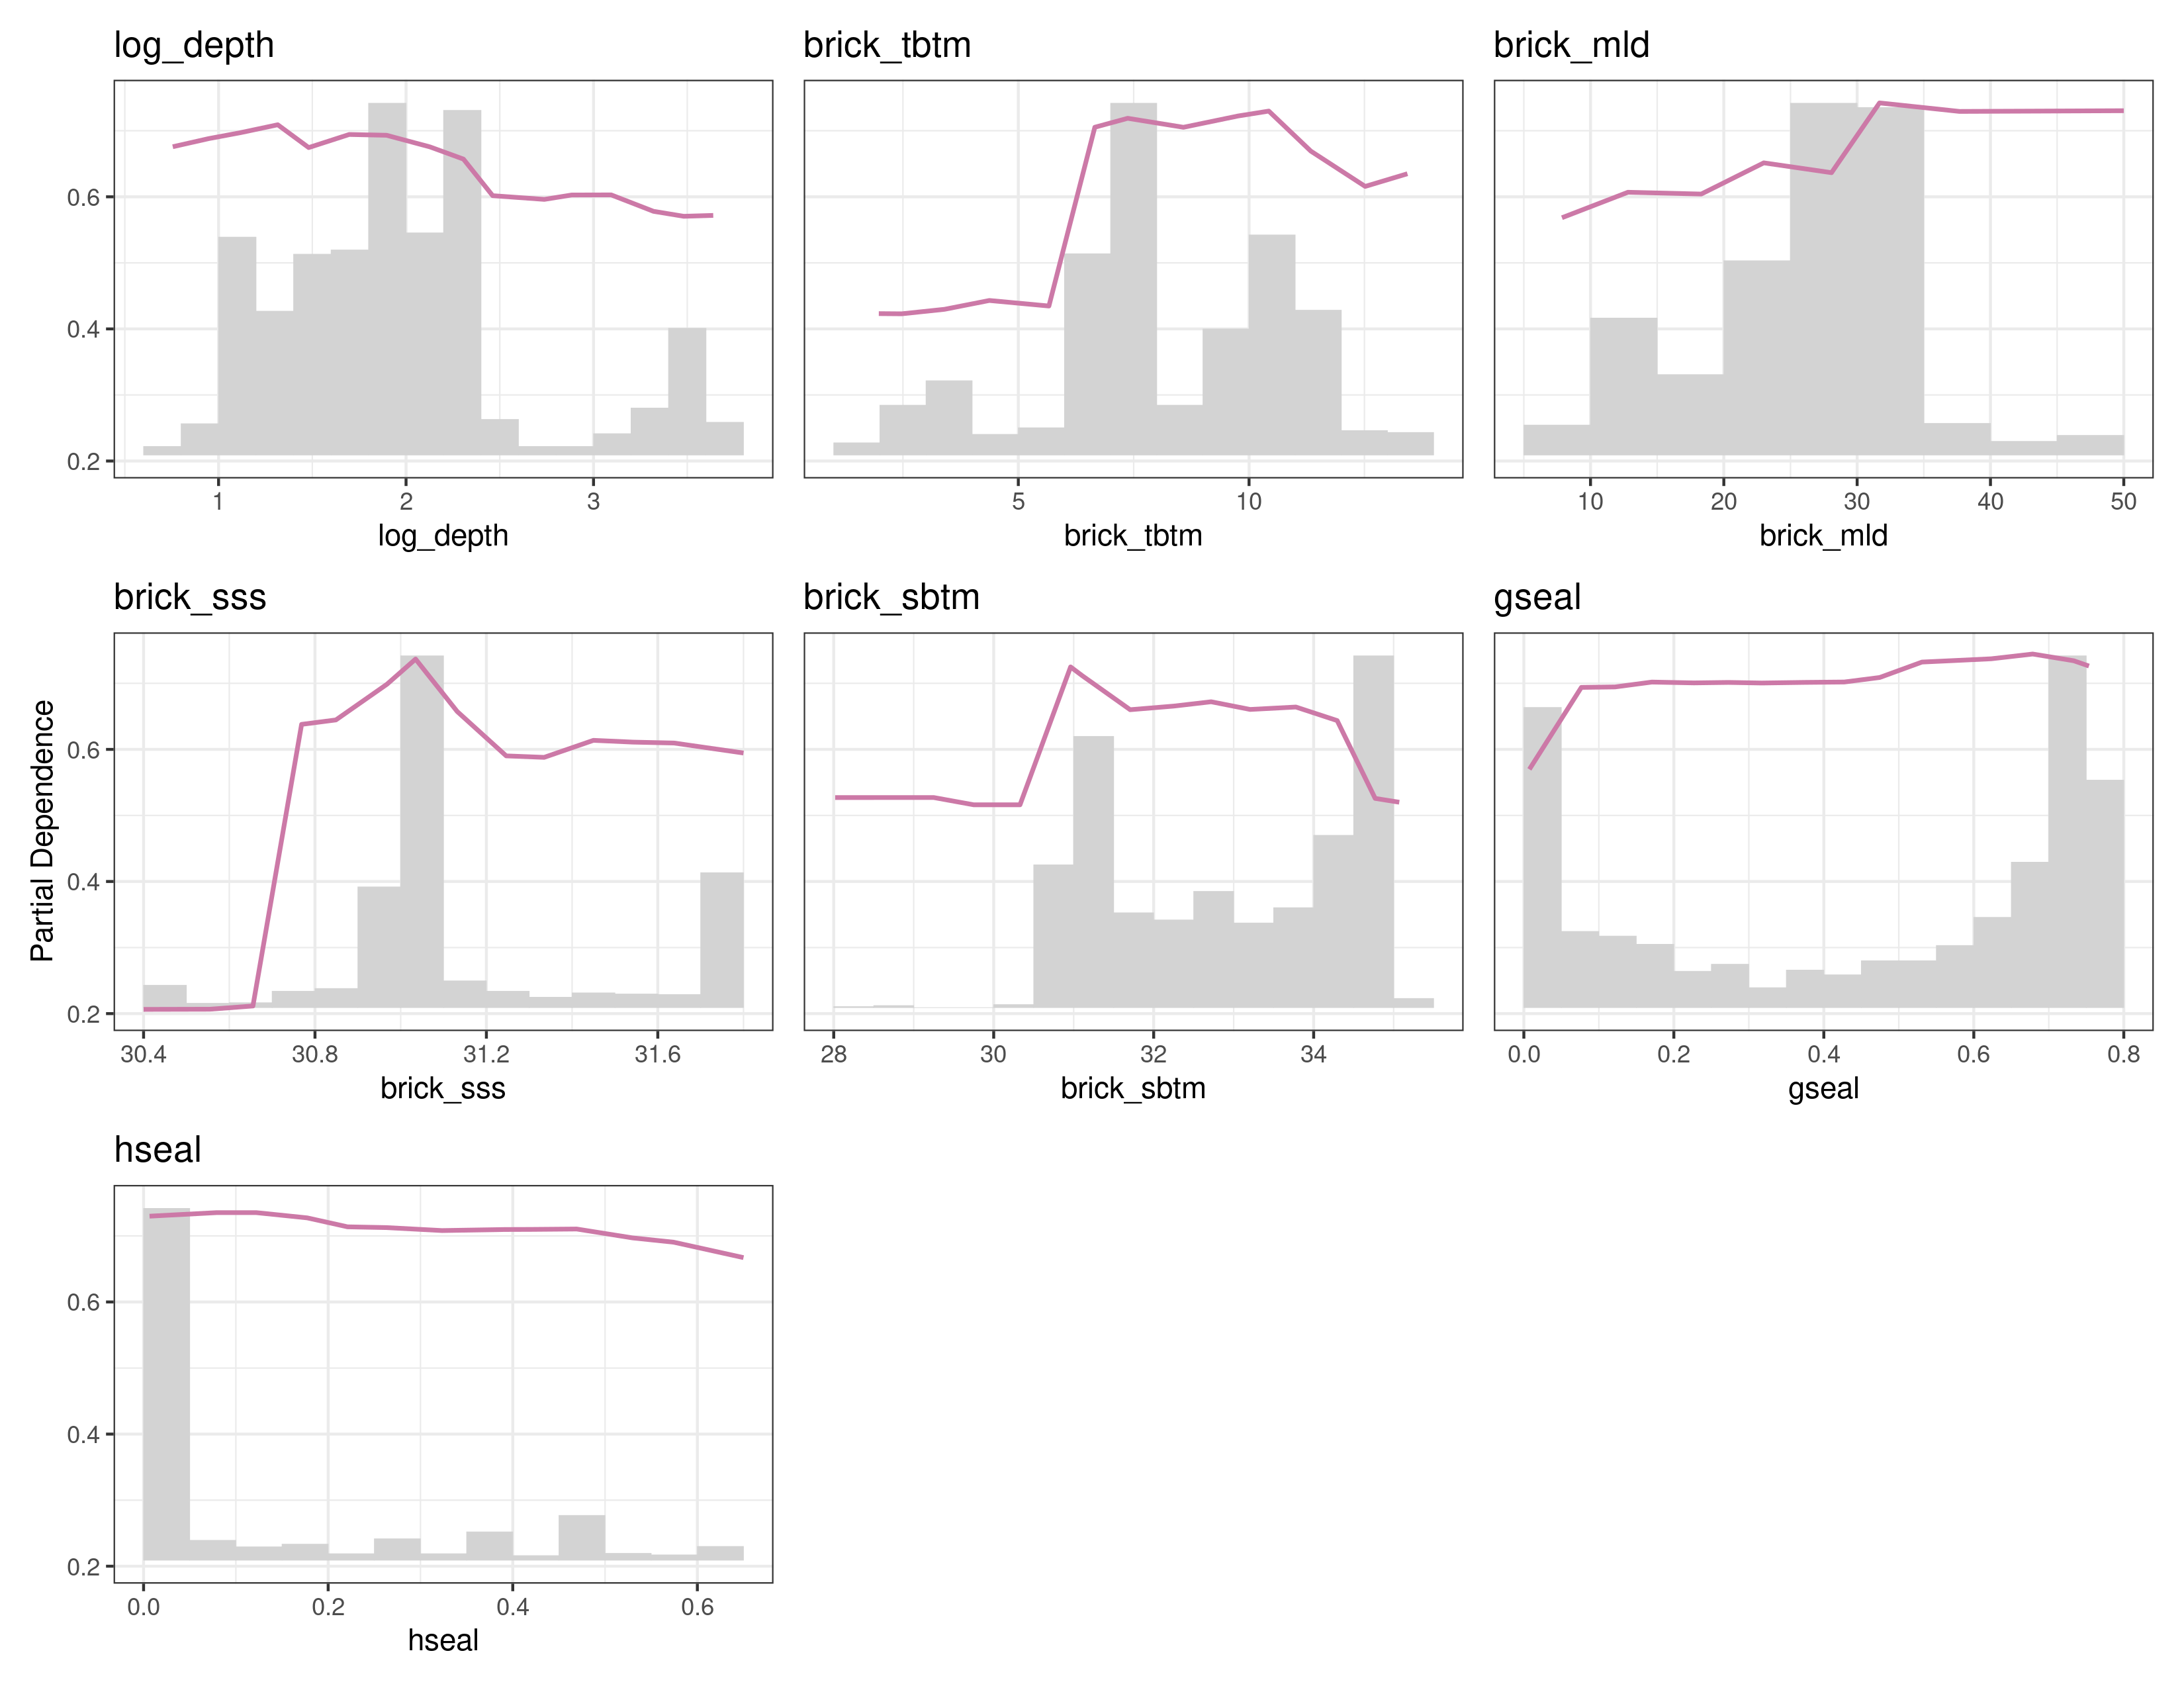 log_depth
brick_tbtm
brick_mld
0.6
0.4
0.2
1 2 3
5 10
10 20 30 40 50
log_depth
brick_tbtm
brick_mld
brick_sss
brick_sbtm
gseal
Partial Dependence
0.6
0.4
0.2
30.4 30.8 31.2 31.6
28 30 32 34
0.0 0.2 0.4 0.6 0.8
brick_sss
brick_sbtm
gseal
hseal
0.6
0.4
0.2
0.0 0.2 0.4 0.6
hseal